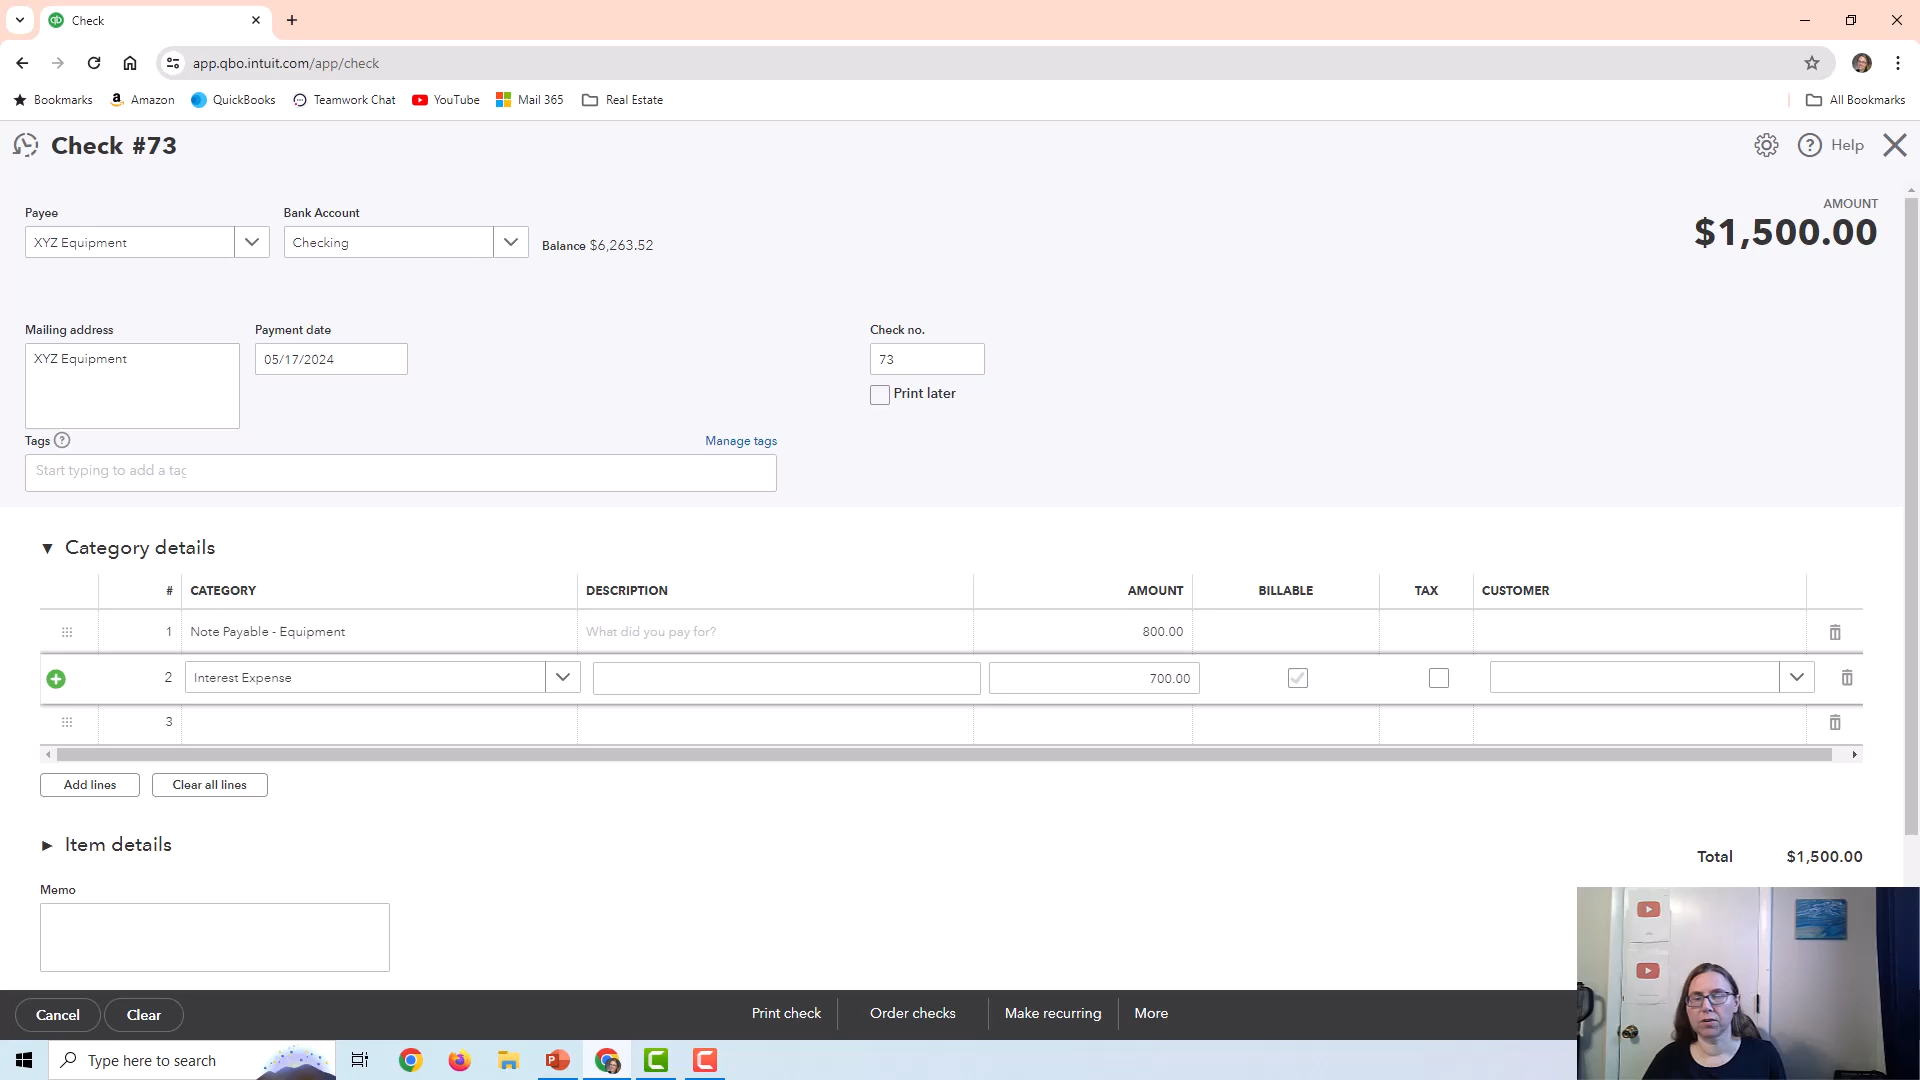 Check
app.qbo.intuit.com/app/check
Bookmarks Amazon QuickBooks Teamwork Chat YouTube Mail 365 Real Estate All Bookmarks
Check #73
Help
Payee
XYZ Equipment
Bank Account
Checking
Balance $6,263.52
AMOUNT
$1,500.00
Mailing address
XYZ Equipment
Payment date
05/17/2024
Check no.
73
Print later
Tags
Manage tags
Start typing to add a tag
Category details
# CATEGORY DESCRIPTION AMOUNT BILLABLE TAX CUSTOMER
1 Note Payable - Equipment What did you pay for? 800.00
2 Interest Expense 700.00
3
Add lines Clear all lines
Item details
Total $1,500.00
Memo
Cancel Clear Print check Order checks Make recurring More
Type here to search